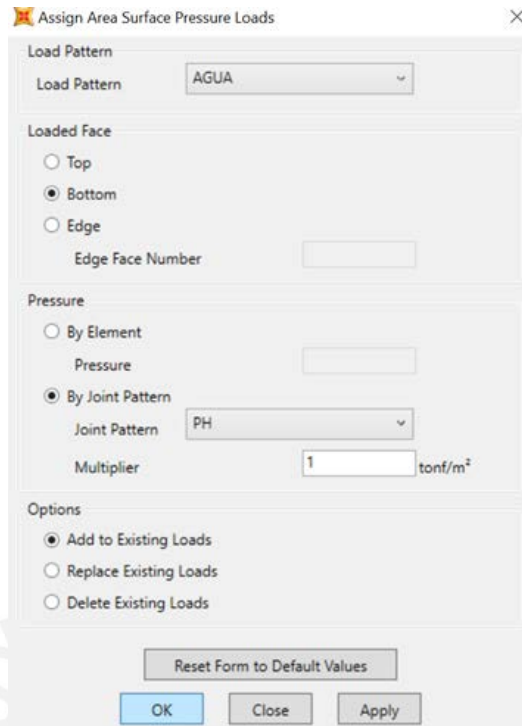 Assign Area Surface Pressure Loads
Load Pattern
Load Pattern AGUA
Loaded Face
Top
Bottom
Edge
Edge Face Number
Pressure
By Element
Pressure
By Joint Pattern
Joint Pattern PH
Multiplier 1 tonf/m²
Options
Add to Existing Loads
Replace Existing Loads
Delete Existing Loads
Reset Form to Default Values
OK Close Apply